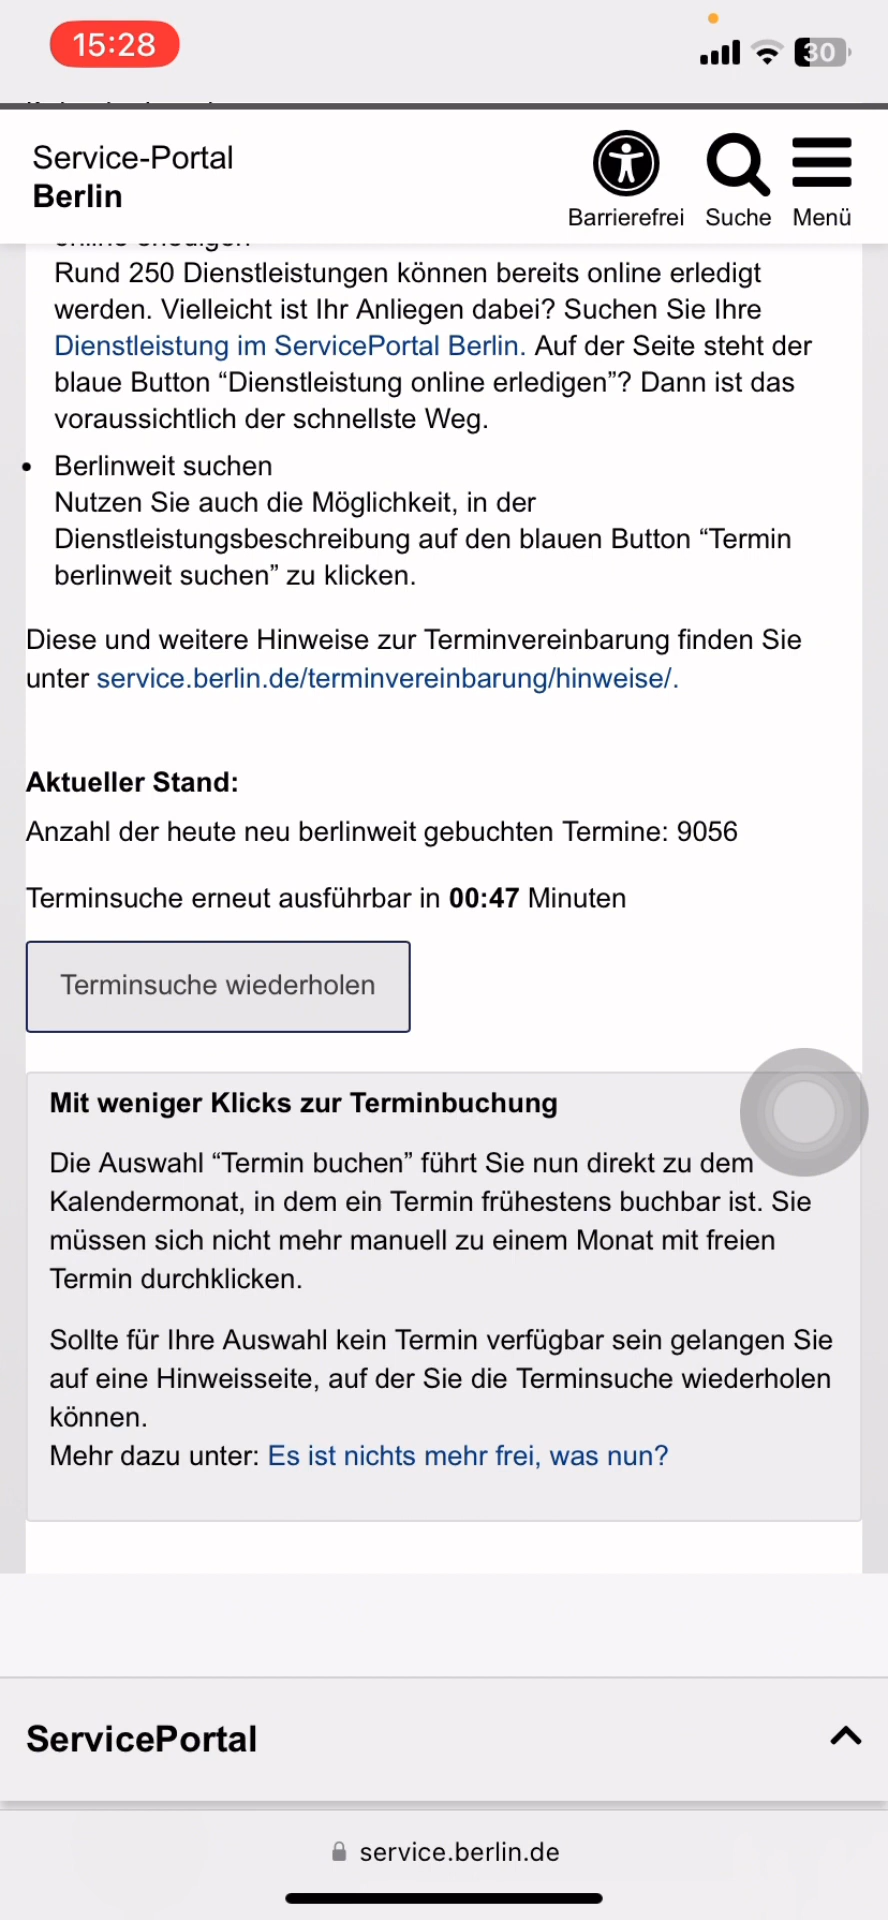 15:28
30
Service-Portal
Berlin
Barrierefrei
Suche
Menü
Rund 250 Dienstleistungen können bereits online erledigt
werden. Vielleicht ist Ihr Anliegen dabei? Suchen Sie Ihre
Dienstleistung im ServicePortal Berlin. Auf der Seite steht der
blaue Button “Dienstleistung online erledigen”? Dann ist das
voraussichtlich der schnellste Weg.
• Berlinweit suchen
Nutzen Sie auch die Möglichkeit, in der
Dienstleistungsbeschreibung auf den blauen Button “Termin
berlinweit suchen” zu klicken.
Diese und weitere Hinweise zur Terminvereinbarung finden Sie
unter service.berlin.de/terminvereinbarung/hinweise/.
Aktueller Stand:
Anzahl der heute neu berlinweit gebuchten Termine: 9056
Terminsuche erneut ausführbar in 00:47 Minuten
Terminsuche wiederholen
Mit weniger Klicks zur Terminbuchung
Die Auswahl “Termin buchen” führt Sie nun direkt zu dem
Kalendermonat, in dem ein Termin frühestens buchbar ist. Sie
müssen sich nicht mehr manuell zu einem Monat mit freien
Termin durchklicken.
Sollte für Ihre Auswahl kein Termin verfügbar sein gelangen Sie
auf eine Hinweisseite, auf der Sie die Terminsuche wiederholen
können.
Mehr dazu unter: Es ist nichts mehr frei, was nun?
ServicePortal
service.berlin.de